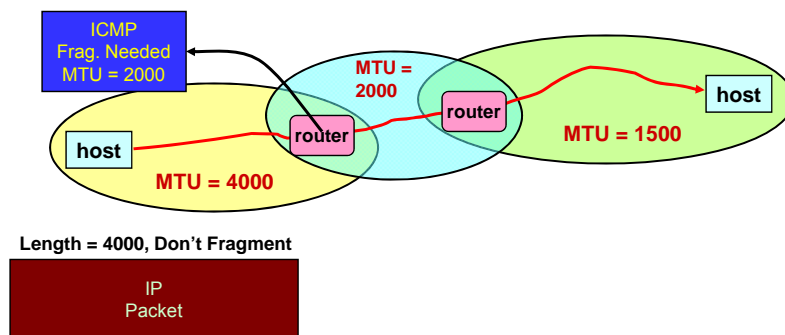 ICMP
Frag. Needed
MTU = 2000
MTU =
2000
router
host
router
host
MTU = 1500
MTU = 4000
Length = 4000, Don't Fragment
IP
Packet